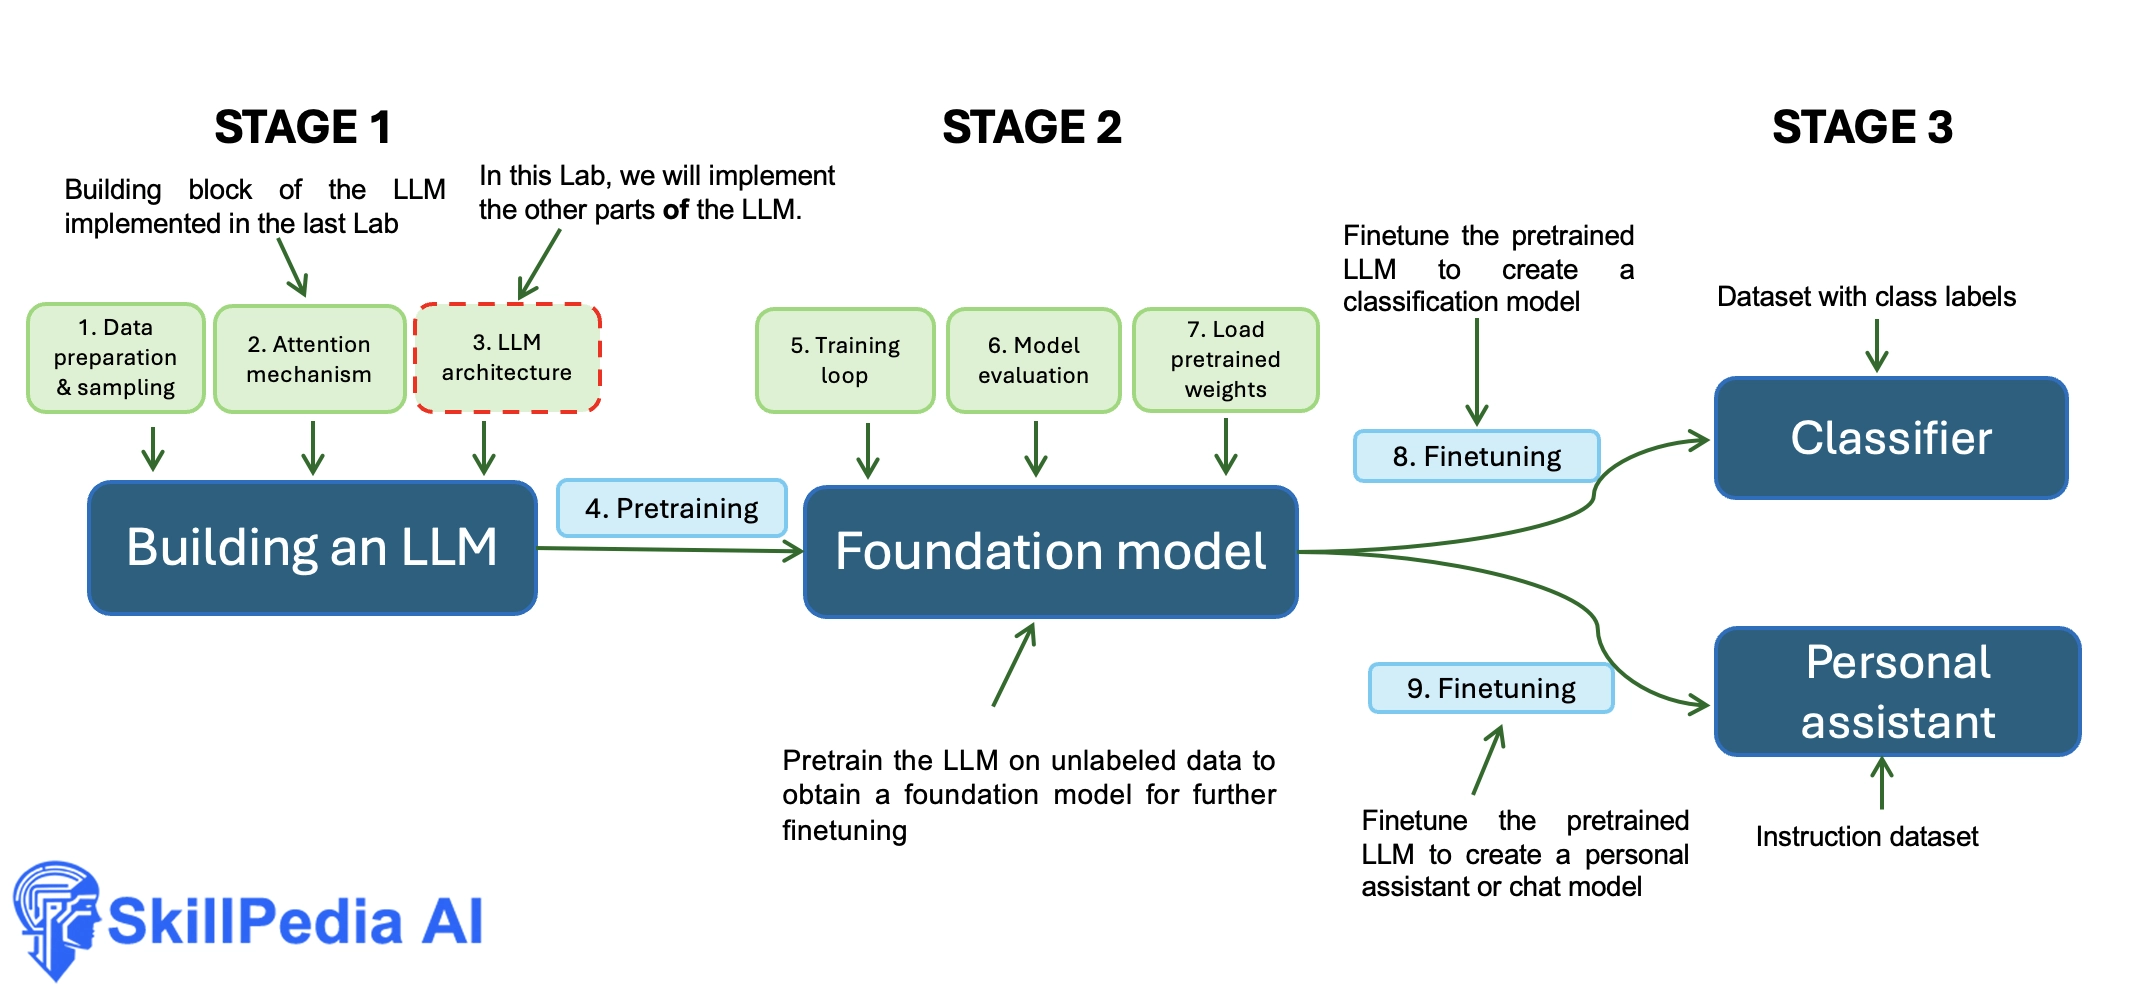 STAGE 1
STAGE 2
STAGE 3
Building block of the LLM
implemented in the last Lab
In this Lab, we will implement
the other parts of the LLM.
1. Data
preparation
& sampling
2. Attention
mechanism
3. LLM
architecture
Building an LLM
4. Pretraining
5. Training
loop
6. Model
evaluation
7. Load
pretrained
weights
Foundation model
Pretrain the LLM on unlabeled data to
obtain a foundation model for further
finetuning
Finetune the pretrained
LLM to create a
classification model
8. Finetuning
Dataset with class labels
Classifier
9. Finetuning
Finetune the pretrained
LLM to create a personal
assistant or chat model
Personal
assistant
Instruction dataset
SkillPedia AI